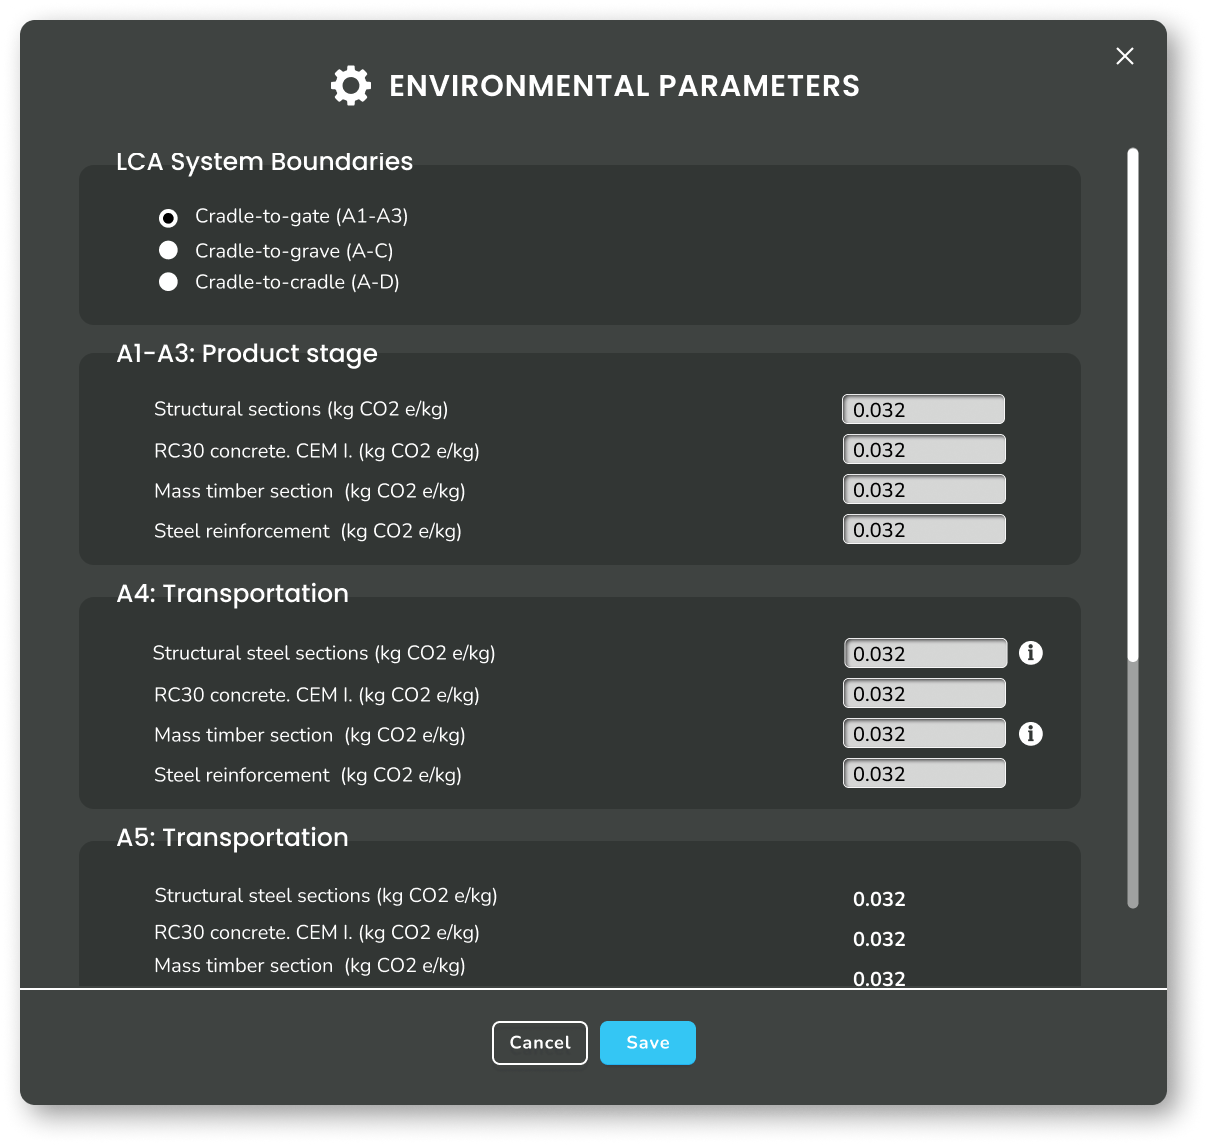 ENVIRONMENTAL PARAMETERS
LCA System Boundaries
Cradle-to-gate (A1-A3)
Cradle-to-grave (A-C)
Cradle-to-cradle (A-D)
A1-A3: Product stage
Structural sections (kg CO2 e/kg) 0.032
RC30 concrete. CEM I. (kg CO2 e/kg) 0.032
Mass timber section (kg CO2 e/kg) 0.032
Steel reinforcement (kg CO2 e/kg) 0.032
A4: Transportation
Structural steel sections (kg CO2 e/kg) 0.032
RC30 concrete. CEM I. (kg CO2 e/kg) 0.032
Mass timber section (kg CO2 e/kg) 0.032
Steel reinforcement (kg CO2 e/kg) 0.032
A5: Transportation
Structural steel sections (kg CO2 e/kg) 0.032
RC30 concrete. CEM I. (kg CO2 e/kg) 0.032
Mass timber section (kg CO2 e/kg) 0.032
Cancel Save